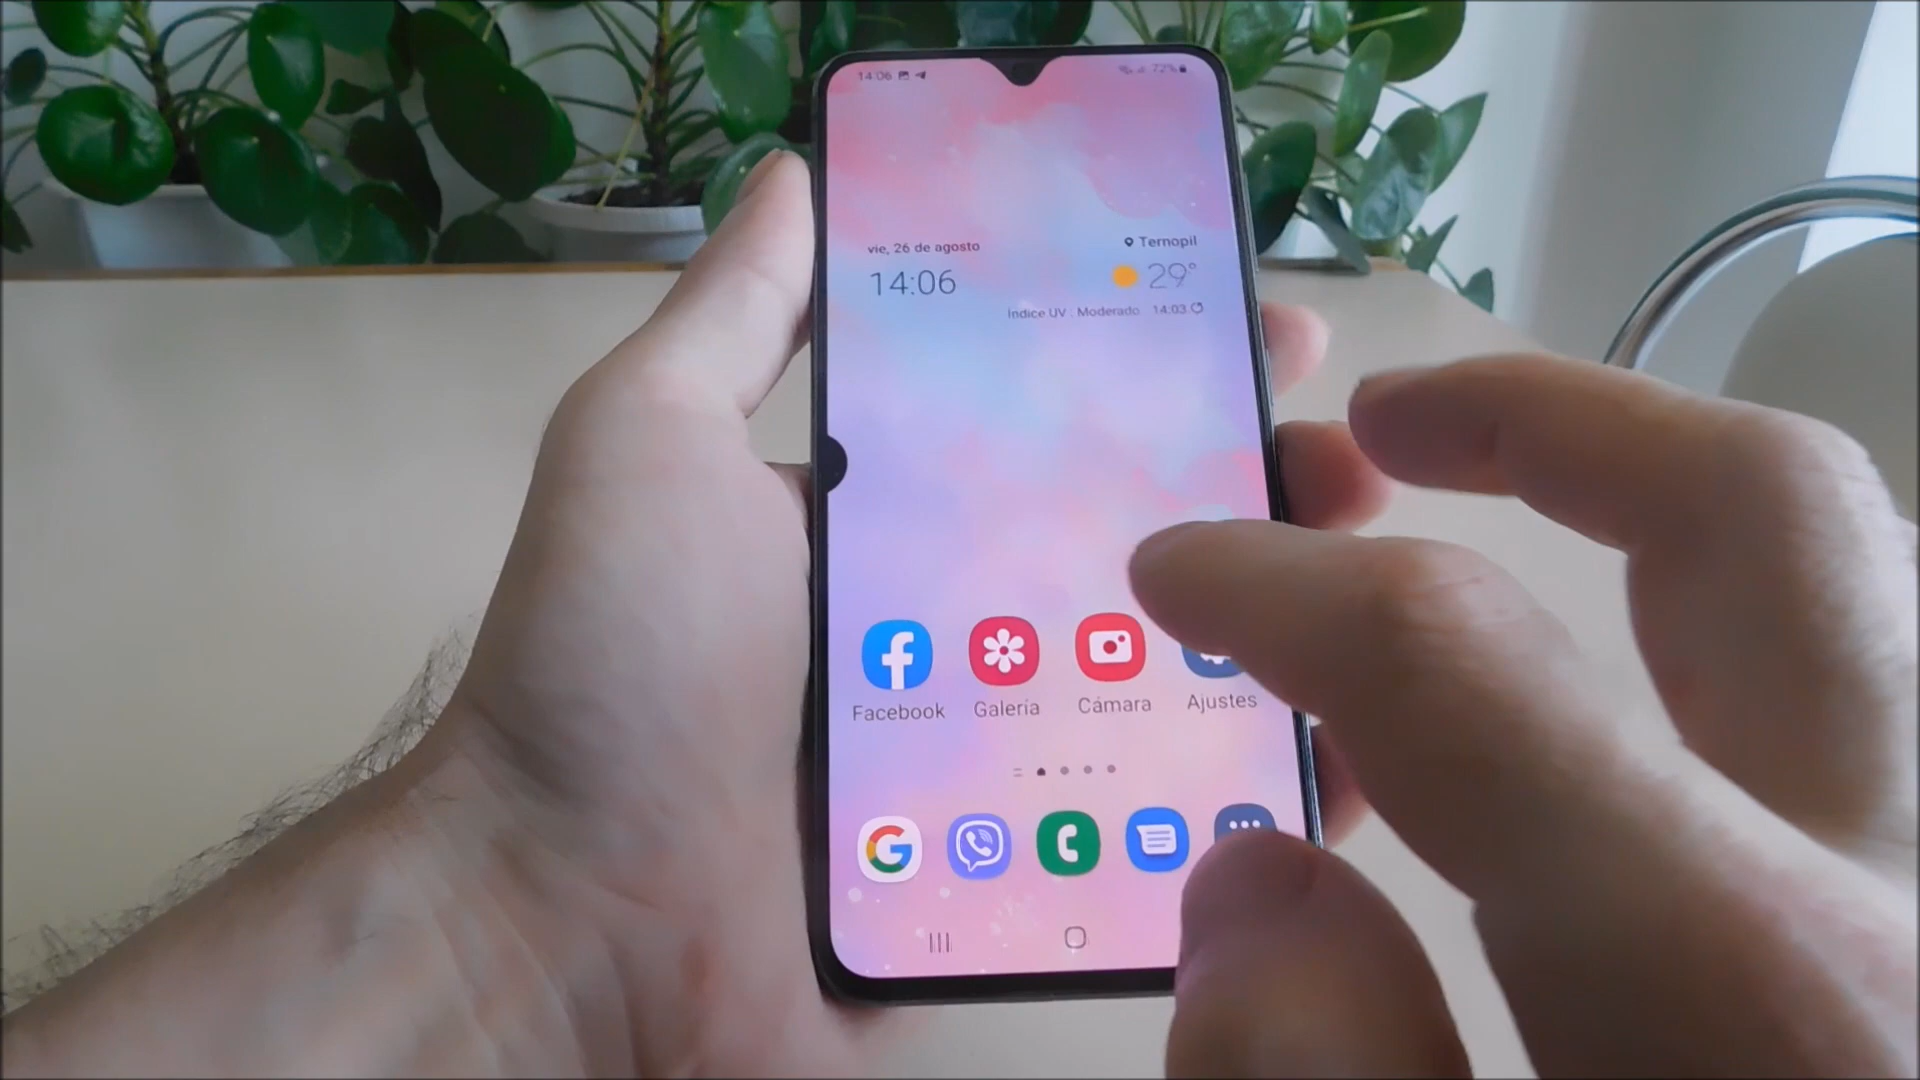 14:06
72%
vie, 26 de agosto
Ternopil
14:06
29°
Índice UV : Moderado 14:03
Facebook
Galería
Cámara
Ajustes